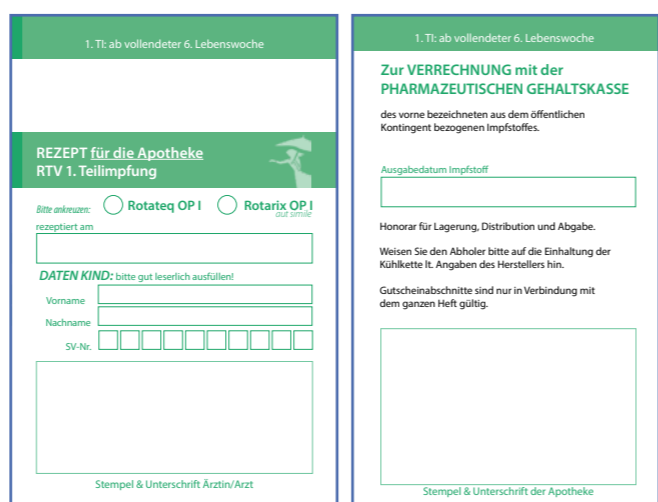 1. TI: ab vollendeter 6. Lebenswoche
REZEPT für die Apotheke
RTV 1. Teilimpfung
Bitte ankreuzen: Rotateq OP I Rotarix OP I
aut simile
rezeptiert am
DATEN KIND: bitte gut leserlich ausfüllen!
Vorname
Nachname
SV-Nr.
Stempel & Unterschrift Ärztin/Arzt
1. TI: ab vollendeter 6. Lebenswoche
Zur VERRECHNUNG mit der
PHARMAZEUTISCHEN GEHALTSKASSE
des vorne bezeichneten aus dem öffentlichen
Kontingent bezogenen Impfstoffes.
Ausgabedatum Impfstoff
Honorar für Lagerung, Distribution und Abgabe.
Weisen Sie den Abholer bitte auf die Einhaltung der
Kühlkette lt. Angaben des Herstellers hin.
Gutscheinabschnitte sind nur in Verbindung mit
dem ganzen Heft gültig.
Stempel & Unterschrift der Apotheke